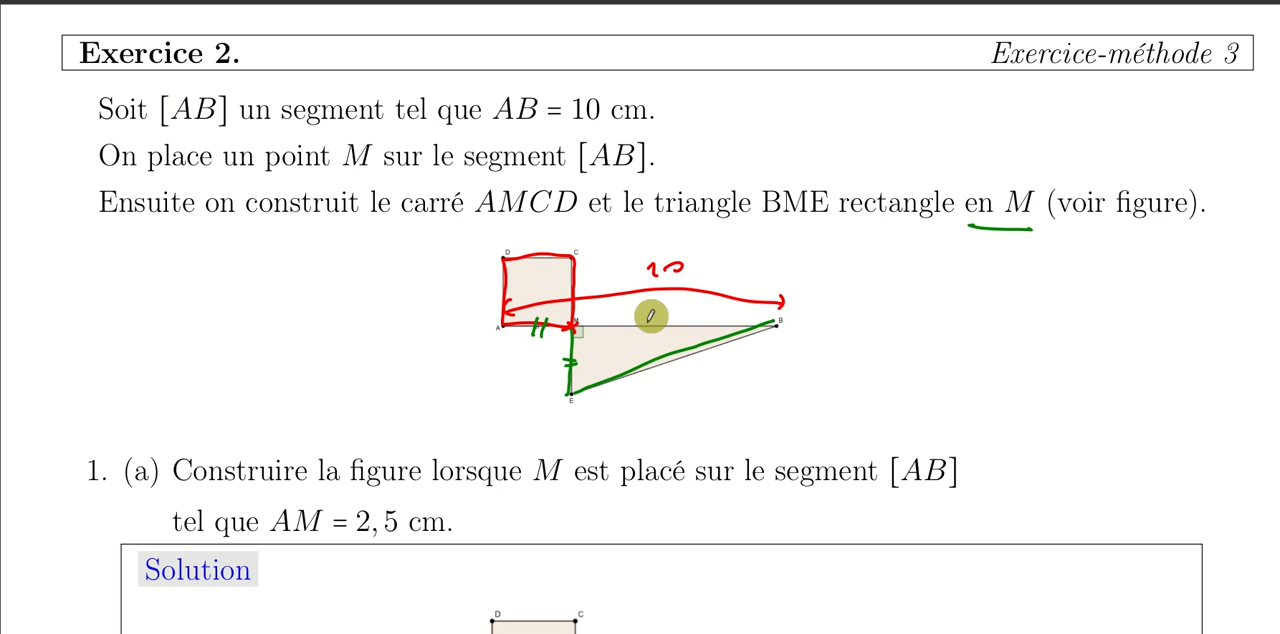 Exercice 2. Exercice-méthode 3
Soit [AB] un segment tel que AB = 10 cm.
On place un point M sur le segment [AB].
Ensuite on construit le carré AMCD et le triangle BME rectangle en M (voir figure).
D C
10
A M B
E
1. (a) Construire la figure lorsque M est placé sur le segment [AB]
tel que AM = 2, 5 cm.
Solution
D C